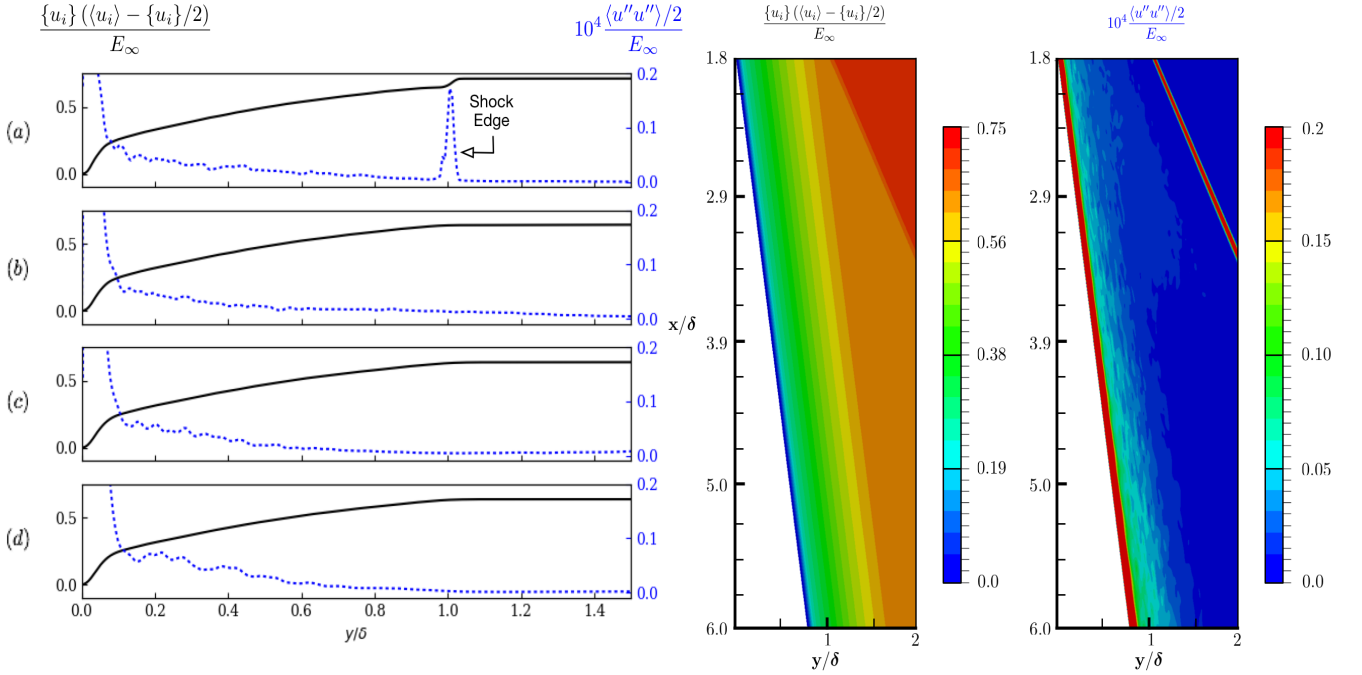 {u_i} (⟨u_i⟩ − {u_i}/2)
E_∞
10^4 ⟨u''u''⟩/2
E_∞
(a)
0.5
0.0
Shock
Edge
0.2
0.1
0.0
(b)
0.5
0.0
0.2
0.1
0.0
(c)
0.5
0.0
0.2
0.1
0.0
(d)
0.5
0.0
0.2
0.1
0.0
0.0 0.2 0.4 0.6 0.8 1.0 1.2 1.4
y/δ
{u_i} (⟨u_i⟩ − {u_i}/2)
E_∞
x/δ
1.8
2.9
3.9
5.0
6.0
1 2
y/δ
0.75
0.56
0.38
0.19
0.0
10^4 ⟨u''u''⟩/2
E_∞
1.8
2.9
3.9
5.0
6.0
1 2
y/δ
0.2
0.15
0.10
0.05
0.0